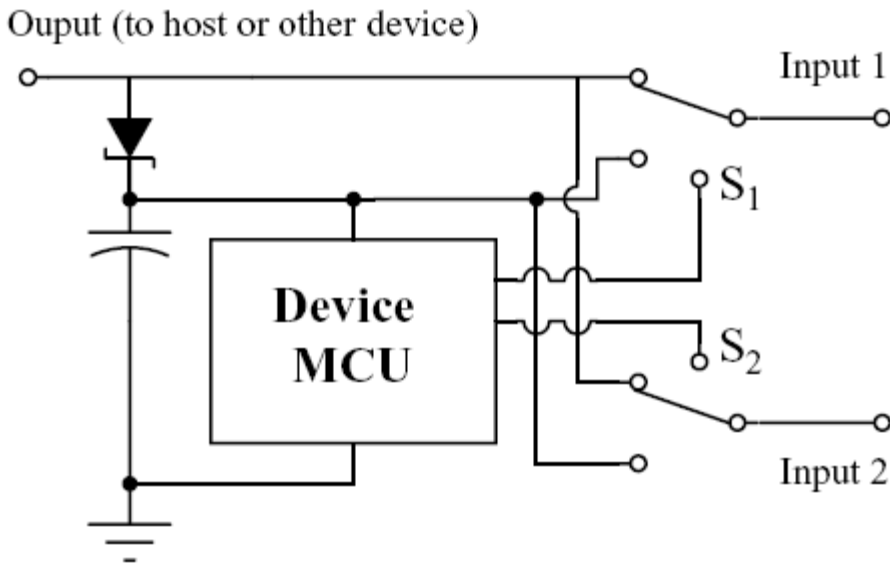 Ouput (to host or other device)
Input 1
S1
Device
MCU
S2
Input 2